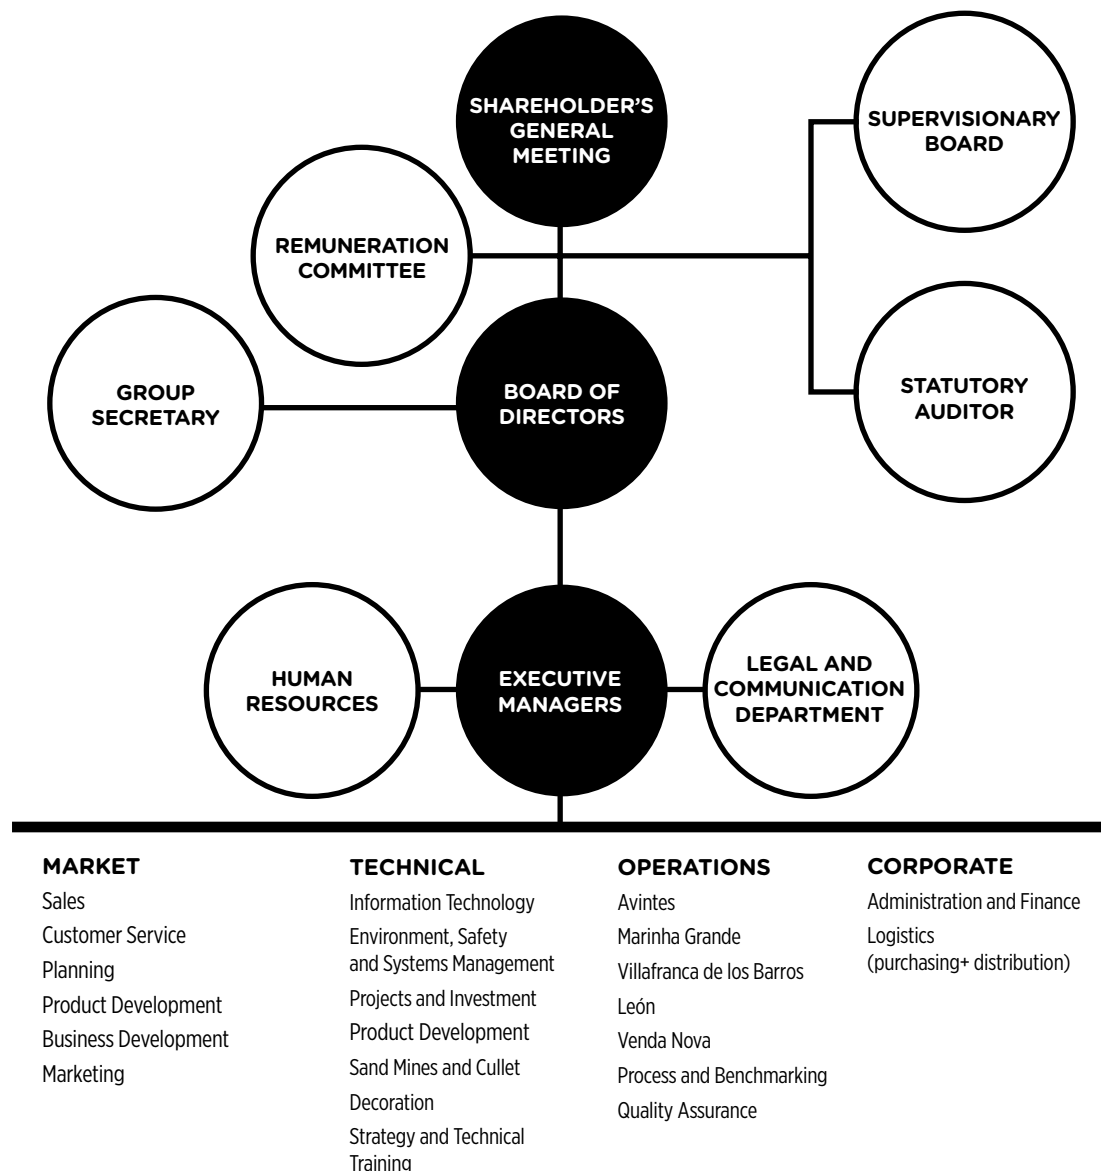 SHAREHOLDER'S
GENERAL
MEETING
SUPERVISIONARY
BOARD
REMUNERATION
COMMITTEE
GROUP
SECRETARY
BOARD OF
DIRECTORS
STATUTORY
AUDITOR
HUMAN
RESOURCES
EXECUTIVE
MANAGERS
LEGAL AND
COMMUNICATION
DEPARTMENT
MARKET
Sales
Customer Service
Planning
Product Development
Business Development
Marketing
TECHNICAL
Information Technology
Environment, Safety
and Systems Management
Projects and Investment
Product Development
Sand Mines and Cullet
Decoration
Strategy and Technical
Training
OPERATIONS
Avintes
Marinha Grande
Villafranca de los Barros
León
Venda Nova
Process and Benchmarking
Quality Assurance
CORPORATE
Administration and Finance
Logistics
(purchasing+ distribution)